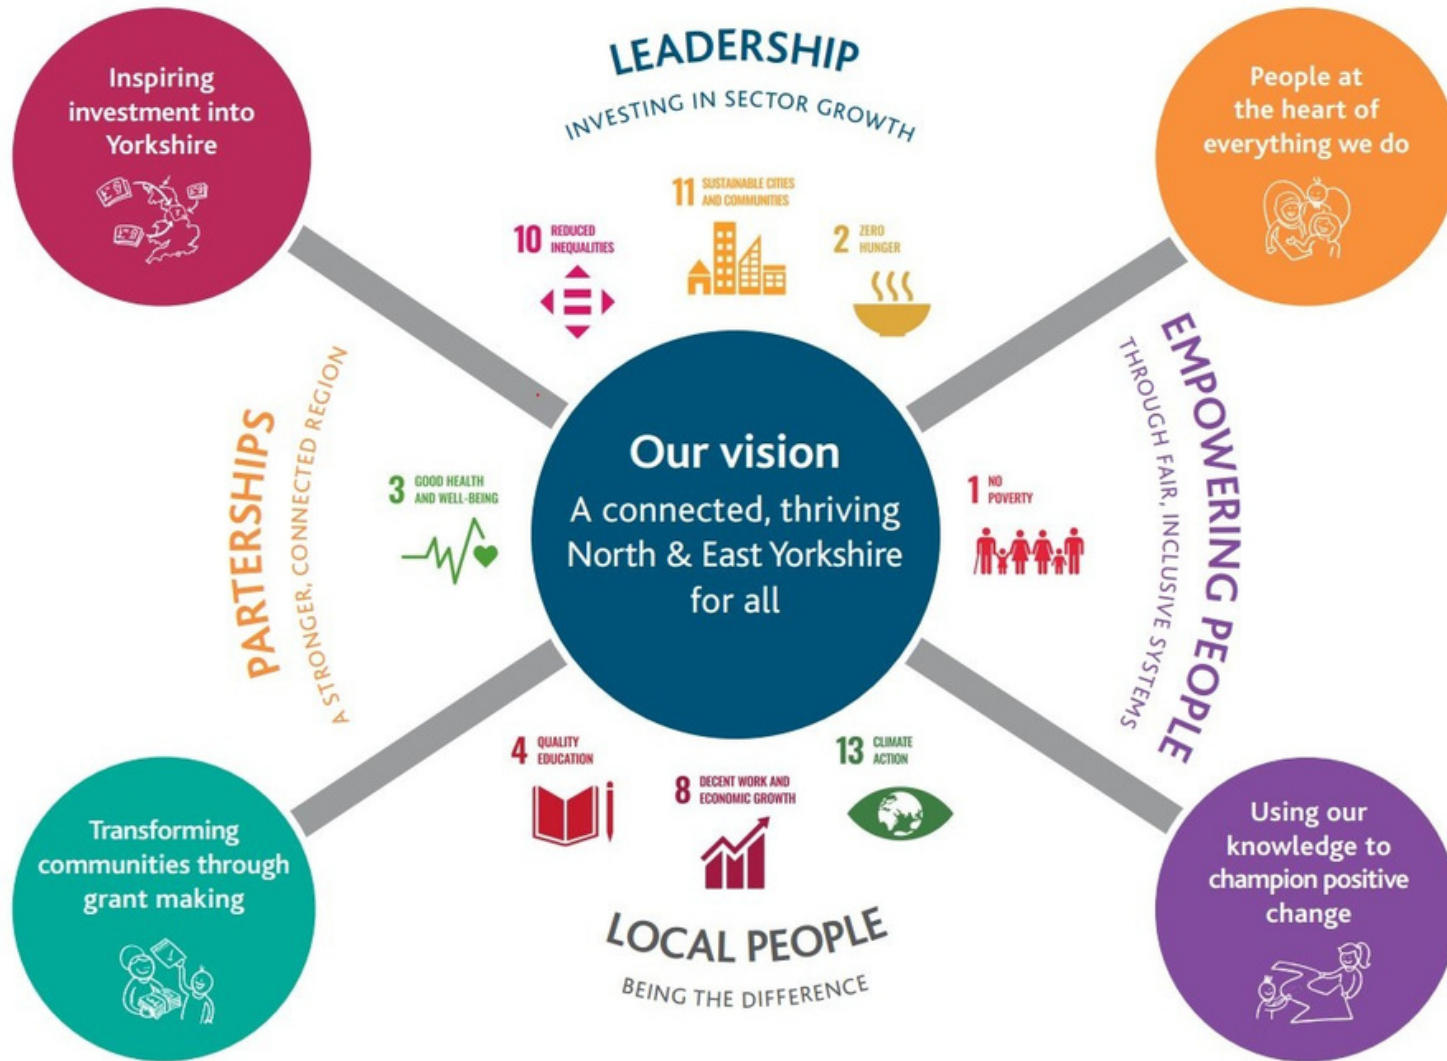 Inspiring
investment into
Yorkshire
LEADERSHIP
INVESTING IN SECTOR GROWTH
People at
the heart of
everything we do
11 SUSTAINABLE CITIES
AND COMMUNITIES
10 REDUCED
INEQUALITIES
2 ZERO
HUNGER
PARTERSHIPS
A STRONGER, CONNECTED REGION
3 GOOD HEALTH
AND WELL-BEING
Our vision
A connected, thriving
North & East Yorkshire
for all
1 NO
POVERTY
EMPOWERING PEOPLE
THROUGH FAIR, INCLUSIVE SYSTEMS
4 QUALITY
EDUCATION
8 DECENT WORK AND
ECONOMIC GROWTH
13 CLIMATE
ACTION
Transforming
communities through
grant making
LOCAL PEOPLE
BEING THE DIFFERENCE
Using our
knowledge to
champion positive
change